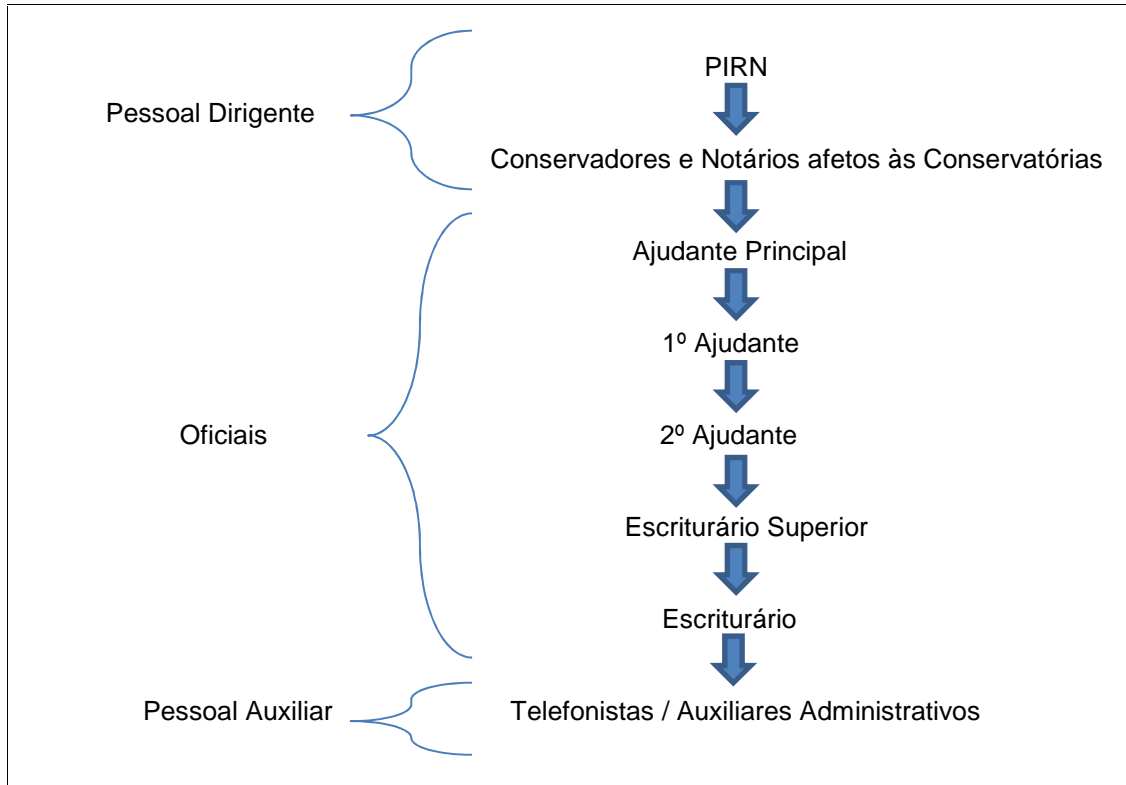 PIRN
Pessoal Dirigente
Conservadores e Notários afetos às Conservatórias
Ajudante Principal
1º Ajudante
Oficiais
2º Ajudante
Escriturário Superior
Escriturário
Pessoal Auxiliar
Telefonistas / Auxiliares Administrativos